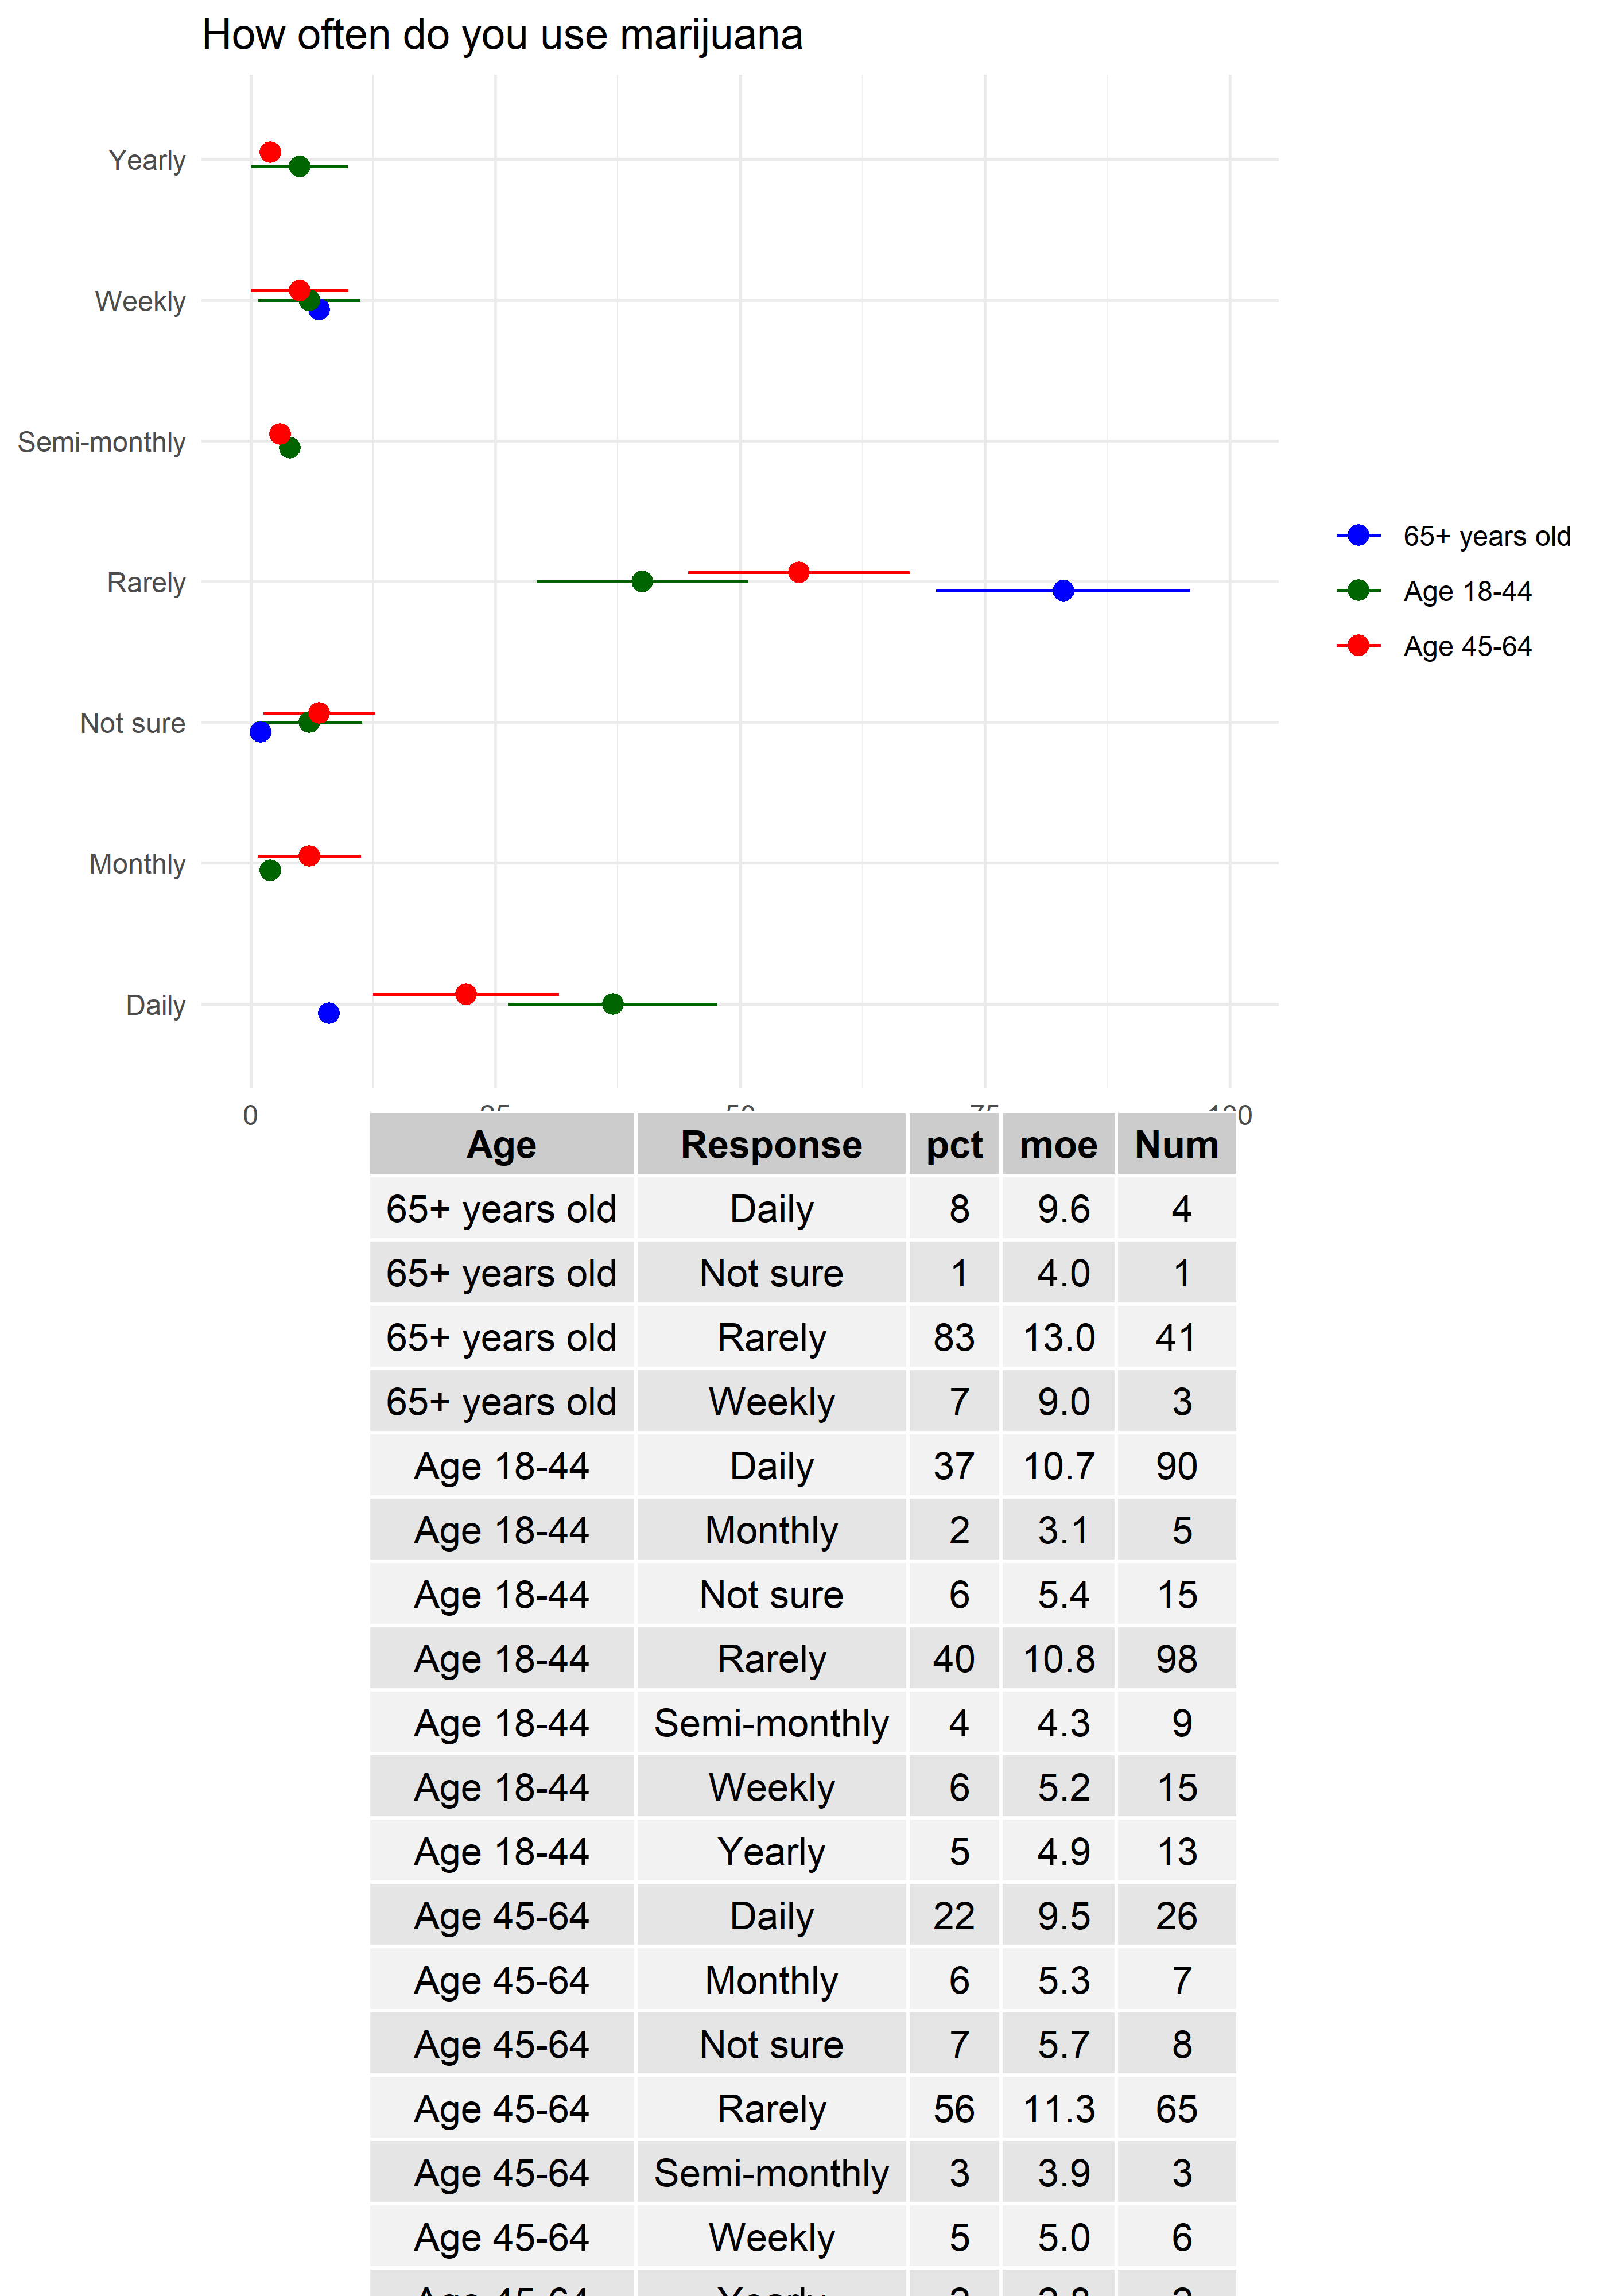 How often do you use marijuana
Yearly
Weekly
Semi-monthly
Rarely
Not sure
Monthly
Daily
65+ years old
Age 18-44
Age 45-64
0 25 50 75 100
Age Response pct moe Num
65+ years old Daily 8 9.6 4
65+ years old Not sure 1 4.0 1
65+ years old Rarely 83 13.0 41
65+ years old Weekly 7 9.0 3
Age 18-44 Daily 37 10.7 90
Age 18-44 Monthly 2 3.1 5
Age 18-44 Not sure 6 5.4 15
Age 18-44 Rarely 40 10.8 98
Age 18-44 Semi-monthly 4 4.3 9
Age 18-44 Weekly 6 5.2 15
Age 18-44 Yearly 5 4.9 13
Age 45-64 Daily 22 9.5 26
Age 45-64 Monthly 6 5.3 7
Age 45-64 Not sure 7 5.7 8
Age 45-64 Rarely 56 11.3 65
Age 45-64 Semi-monthly 3 3.9 3
Age 45-64 Weekly 5 5.0 6
Age 45-64 Yearly